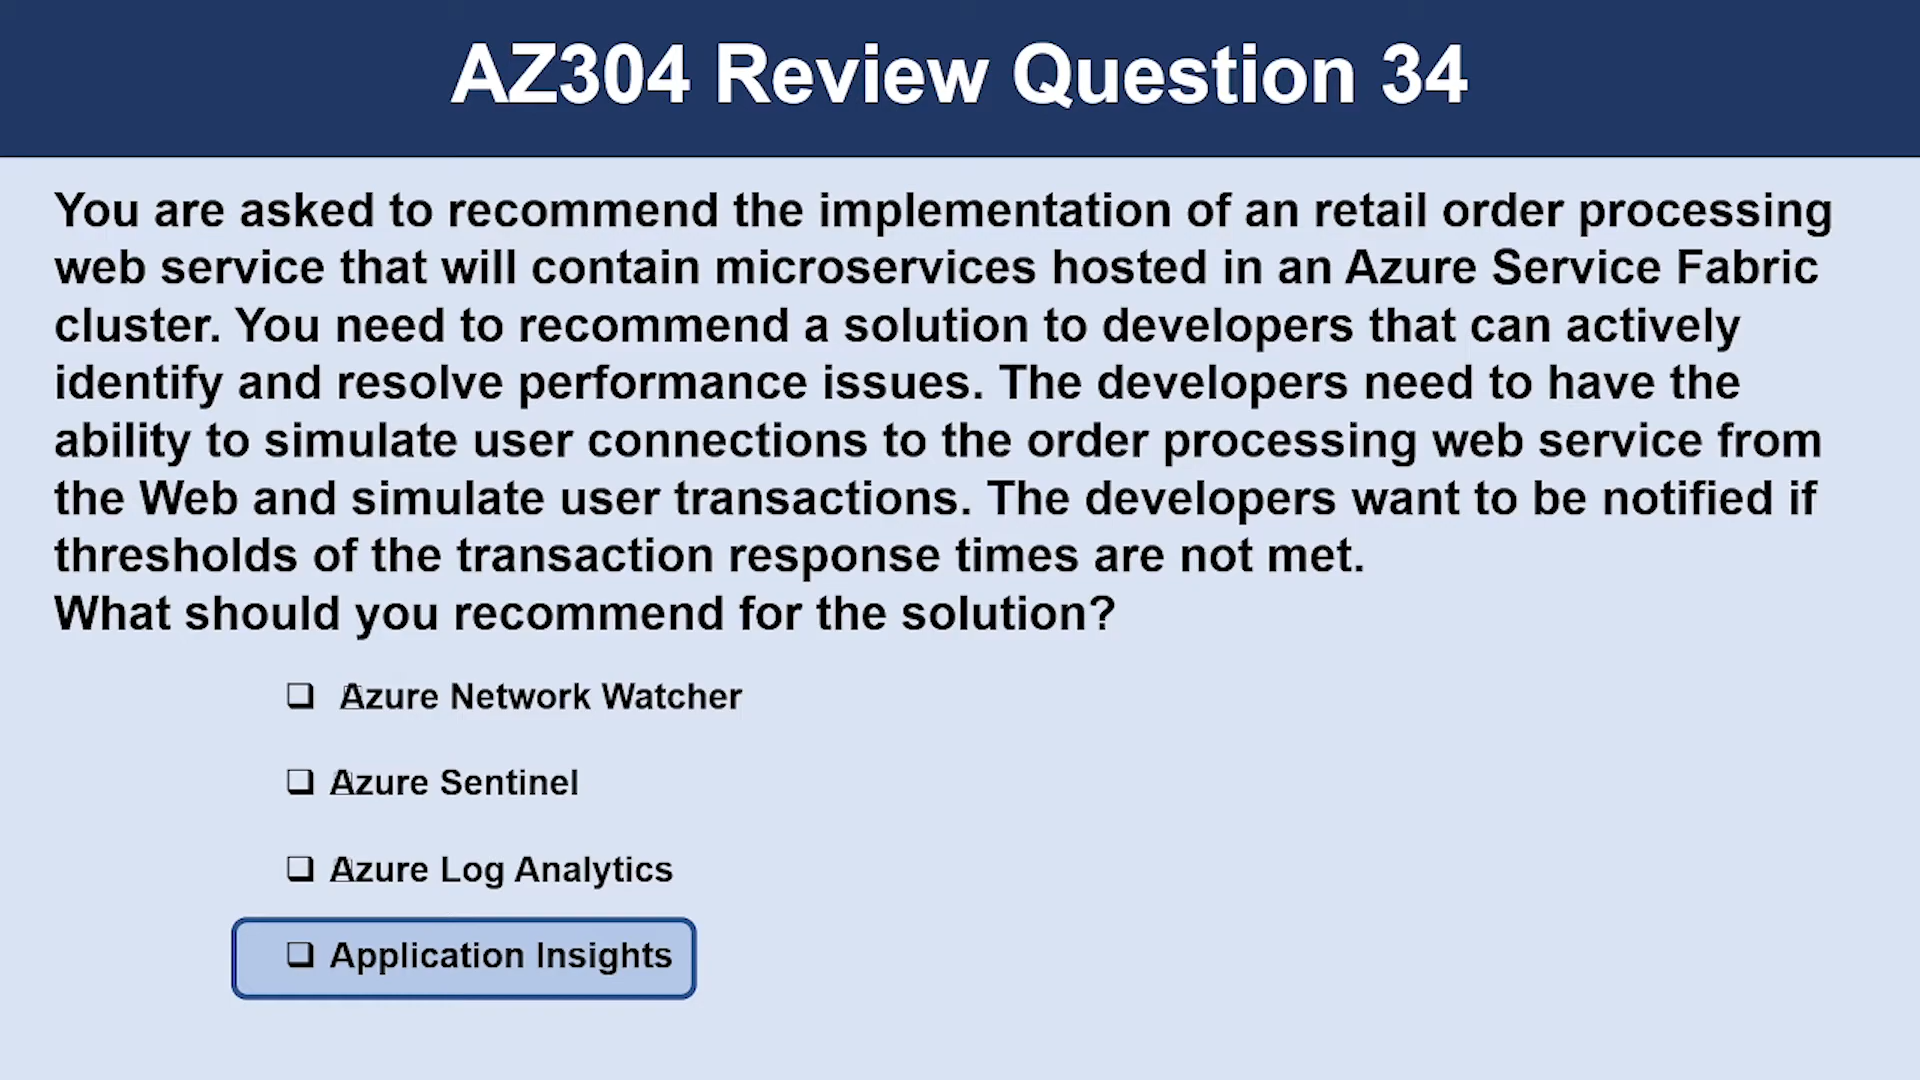 AZ304 Review Question 34
You are asked to recommend the implementation of an retail order processing
web service that will contain microservices hosted in an Azure Service Fabric
cluster. You need to recommend a solution to developers that can actively
identify and resolve performance issues. The developers need to have the
ability to simulate user connections to the order processing web service from
the Web and simulate user transactions. The developers want to be notified if
thresholds of the transaction response times are not met.
What should you recommend for the solution?
❑ Azure Network Watcher
❑ Azure Sentinel
❑ Azure Log Analytics
❑ Application Insights